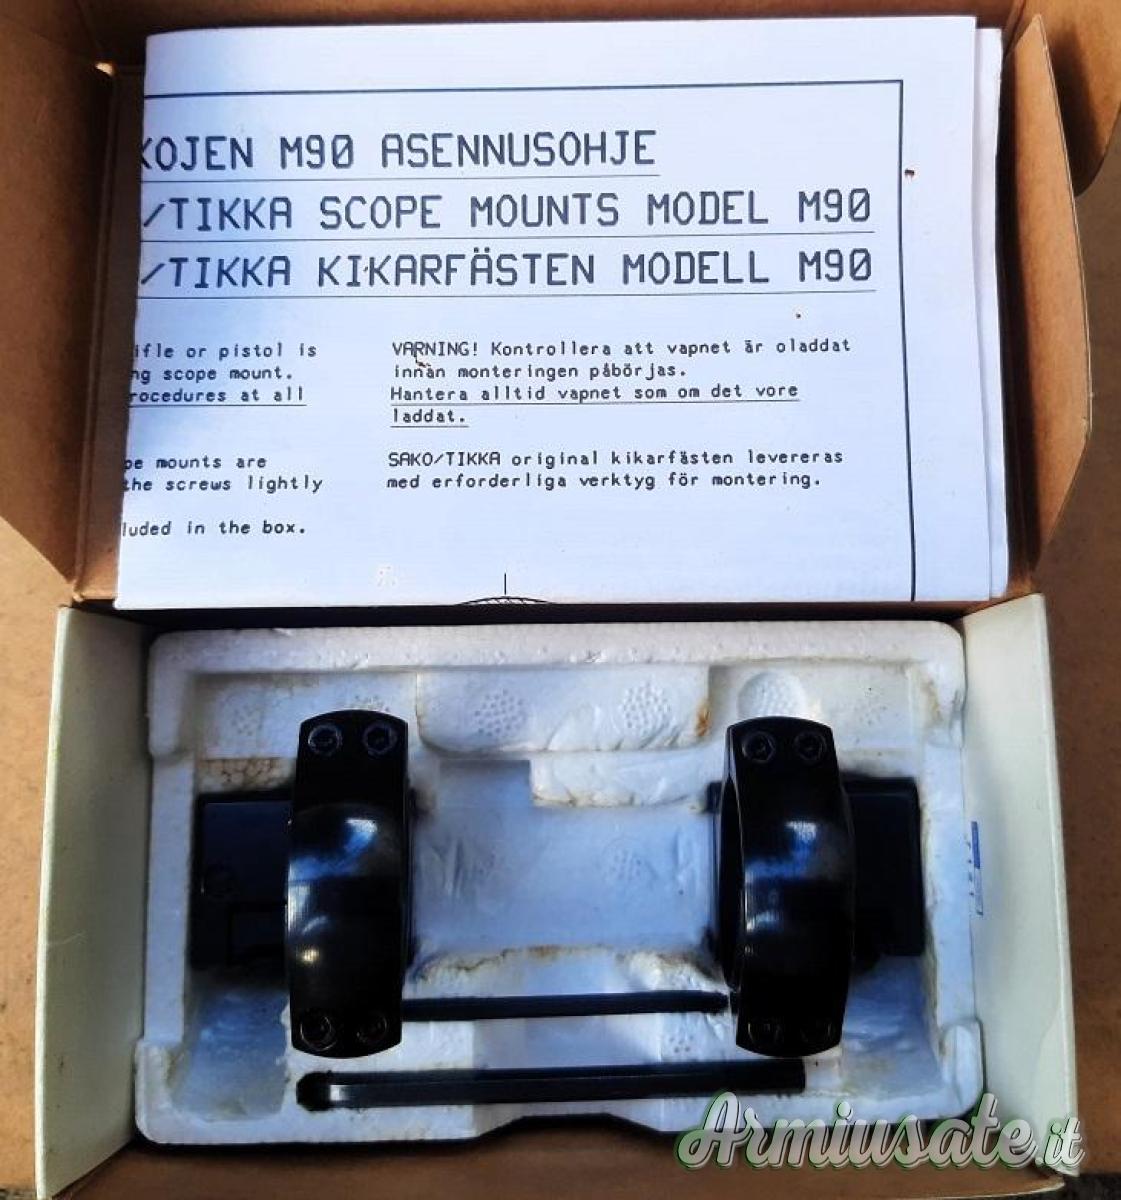 KOJEN M90 ASENNUSOHJE
/TIKKA SCOPE MOUNTS MODEL M90
/TIKKA KIKARFÄSTEN MODELL M90
ifle or pistol is
ng scope mount.
rocedures at all
pe mounts are
the screws lightly
luded in the box.
VARNING! Kontrollera att vapnet är oladdat
innan monteringen påbörjas.
Hantera alltid vapnet som om det vore
laddat.
SAKO/TIKKA original kikarfästen levereras
med erforderliga verktyg för montering.
Armiusate.it